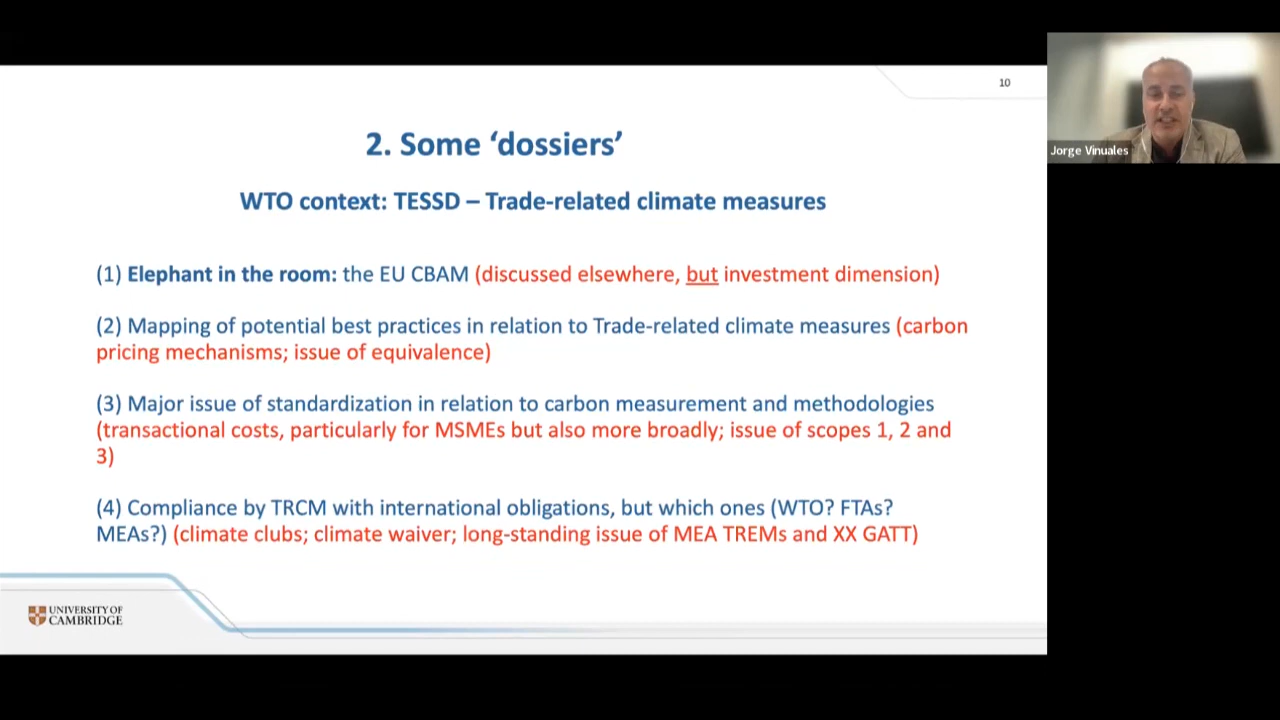 10
2. Some ‘dossiers’
WTO context: TESSD – Trade-related climate measures
(1) Elephant in the room: the EU CBAM (discussed elsewhere, but investment dimension)
(2) Mapping of potential best practices in relation to Trade-related climate measures (carbon
pricing mechanisms; issue of equivalence)
(3) Major issue of standardization in relation to carbon measurement and methodologies
(transactional costs, particularly for MSMEs but also more broadly; issue of scopes 1, 2 and
3)
(4) Compliance by TRCM with international obligations, but which ones (WTO? FTAs?
MEAs?) (climate clubs; climate waiver; long-standing issue of MEA TREMs and XX GATT)
UNIVERSITY OF
CAMBRIDGE
Jorge Vinuales